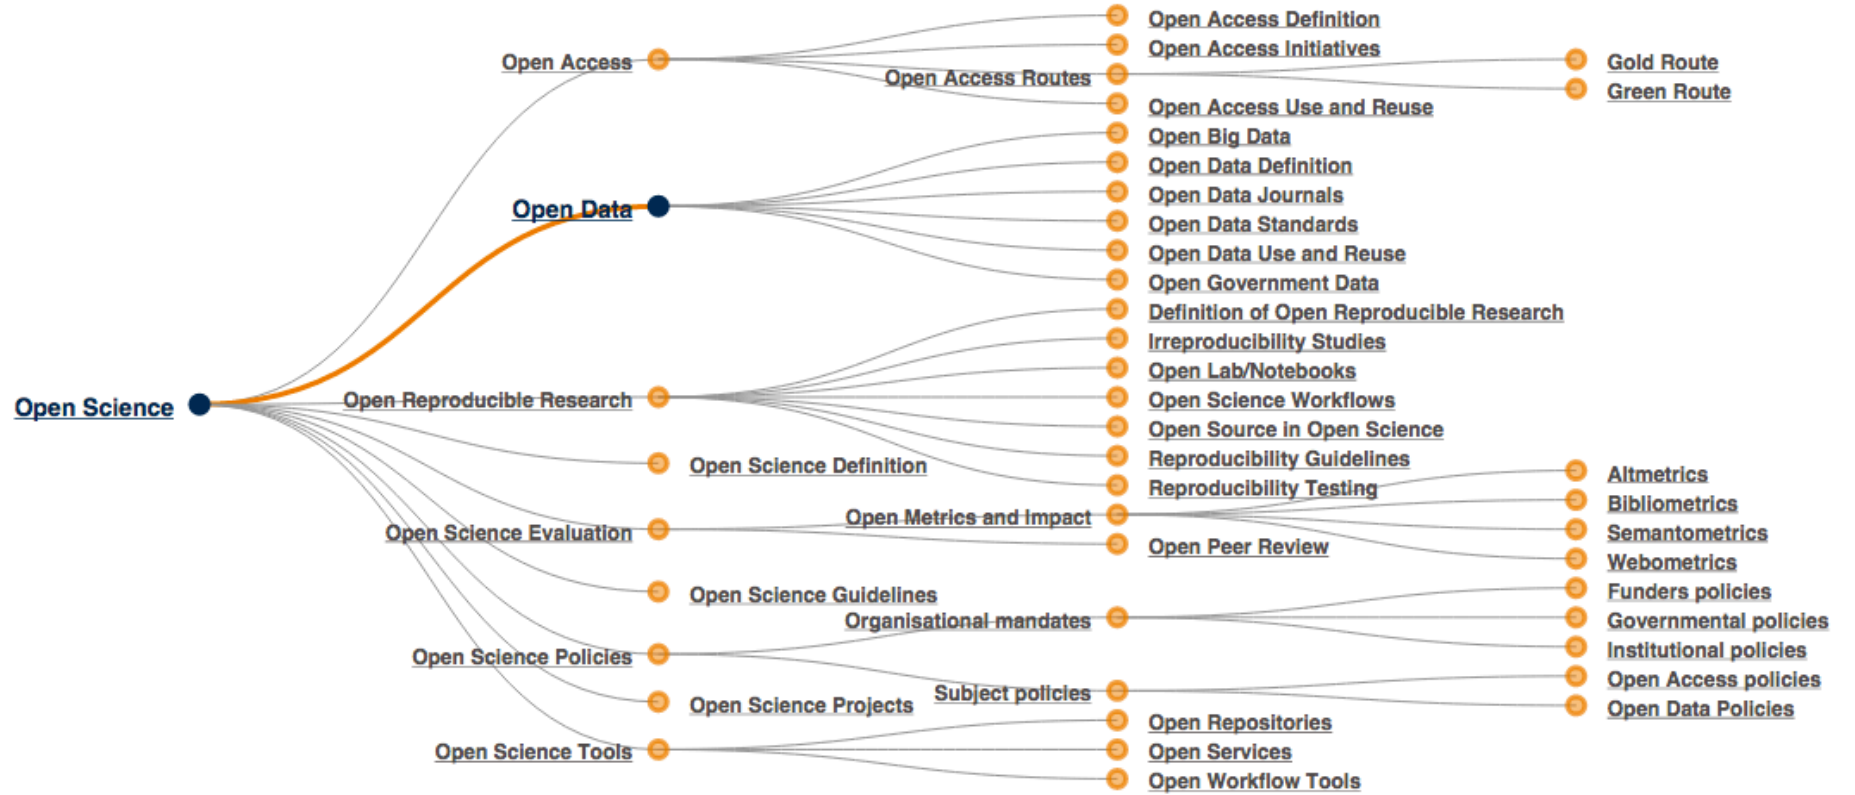 Open Science
Open Access
Open Access Definition
Open Access Initiatives
Open Access Routes
Gold Route
Green Route
Open Access Use and Reuse
Open Data
Open Big Data
Open Data Definition
Open Data Journals
Open Data Standards
Open Data Use and Reuse
Open Government Data
Open Reproducible Research
Definition of Open Reproducible Research
Irreproducibility Studies
Open Lab/Notebooks
Open Science Workflows
Open Source in Open Science
Reproducibility Guidelines
Reproducibility Testing
Open Science Definition
Open Science Evaluation
Open Metrics and Impact
Altmetrics
Bibliometrics
Semantometrics
Webometrics
Open Peer Review
Open Science Guidelines
Open Science Policies
Organisational mandates
Funders policies
Governmental policies
Institutional policies
Subject policies
Open Access policies
Open Data Policies
Open Science Projects
Open Science Tools
Open Repositories
Open Services
Open Workflow Tools